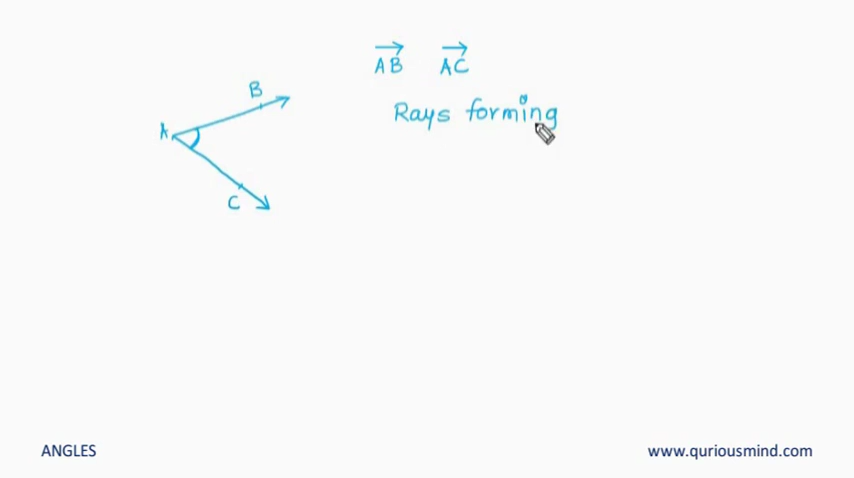 AB AC
B
Rays forming
A
C
ANGLES
www.quriousmind.com